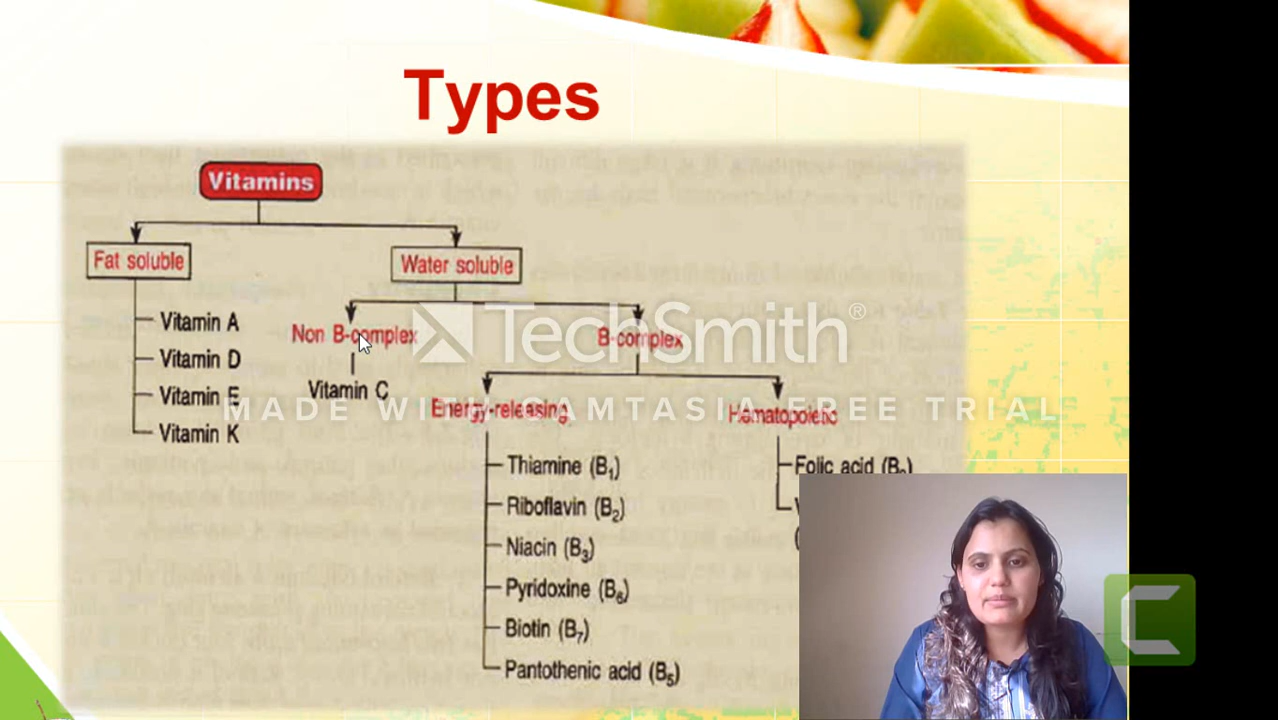 Types
Vitamins
Fat soluble
Water soluble
Vitamin A
Vitamin D
Vitamin E
Vitamin K
Non B-complex
Vitamin C
B-complex
Energy-releasing
Thiamine (B1)
Riboflavin (B2)
Niacin (B3)
Pyridoxine (B6)
Biotin (B7)
Pantothenic acid (B5)
Hematopoietic
Folic acid
TechSmith®
MADE WITH CAMTASIA FREE TRIAL